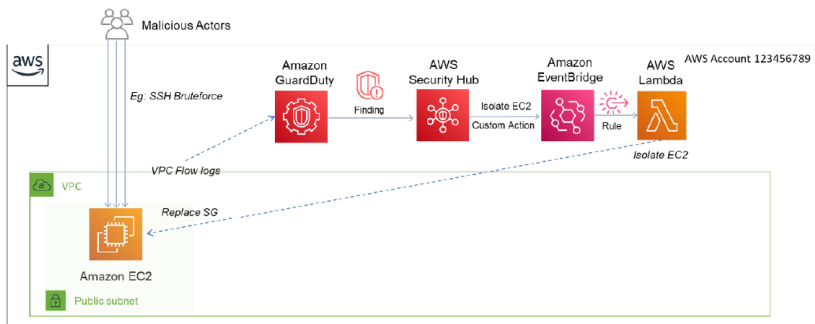 Malicious Actors
aws
AWS Account 123456789
Amazon
GuardDuty
AWS
Security Hub
Amazon
EventBridge
AWS
Lambda
Eg: SSH Bruteforce
Finding
Isolate EC2
Custom Action
Rule
Isolate EC2
VPC Flow logs
VPC
Replace SG
Amazon EC2
Public subnet